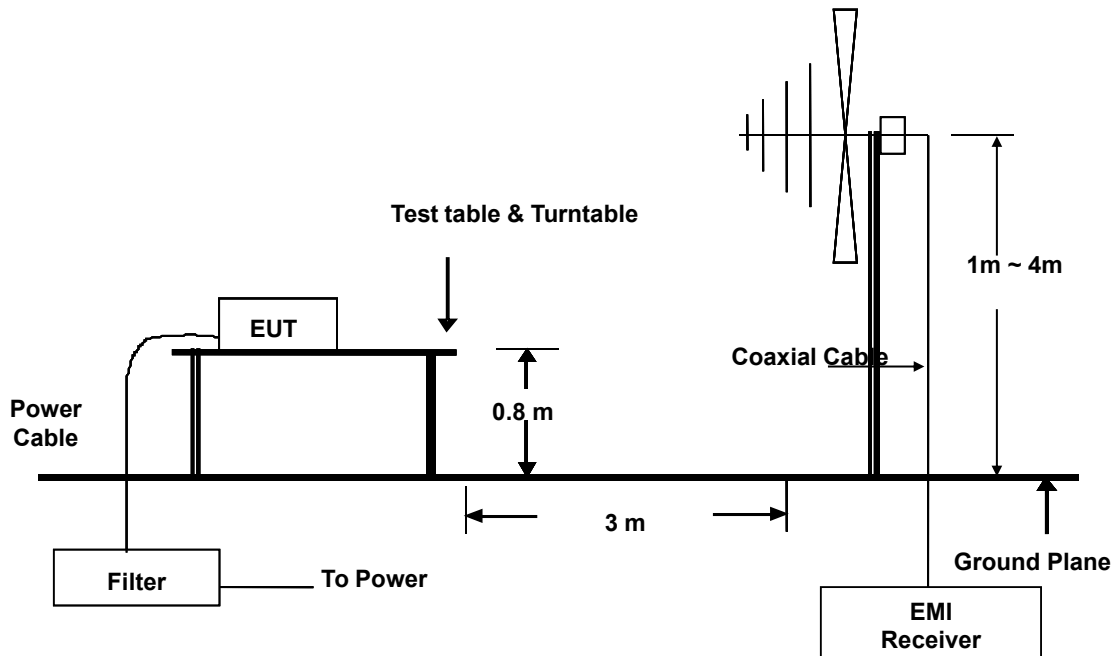 Test table & Turntable
1m ~ 4m
EUT
Coaxial Cable
0.8 m
Power
Cable
3 m
Ground Plane
Filter
To Power
EMI
Receiver